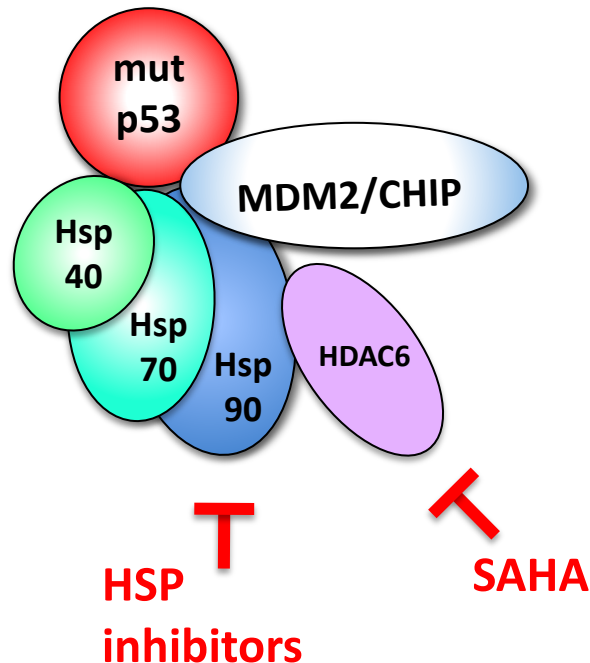 mut
p53
MDM2/CHIP
Hsp
40
Hsp
70
Hsp
90
HDAC6
HSP
inhibitors
SAHA